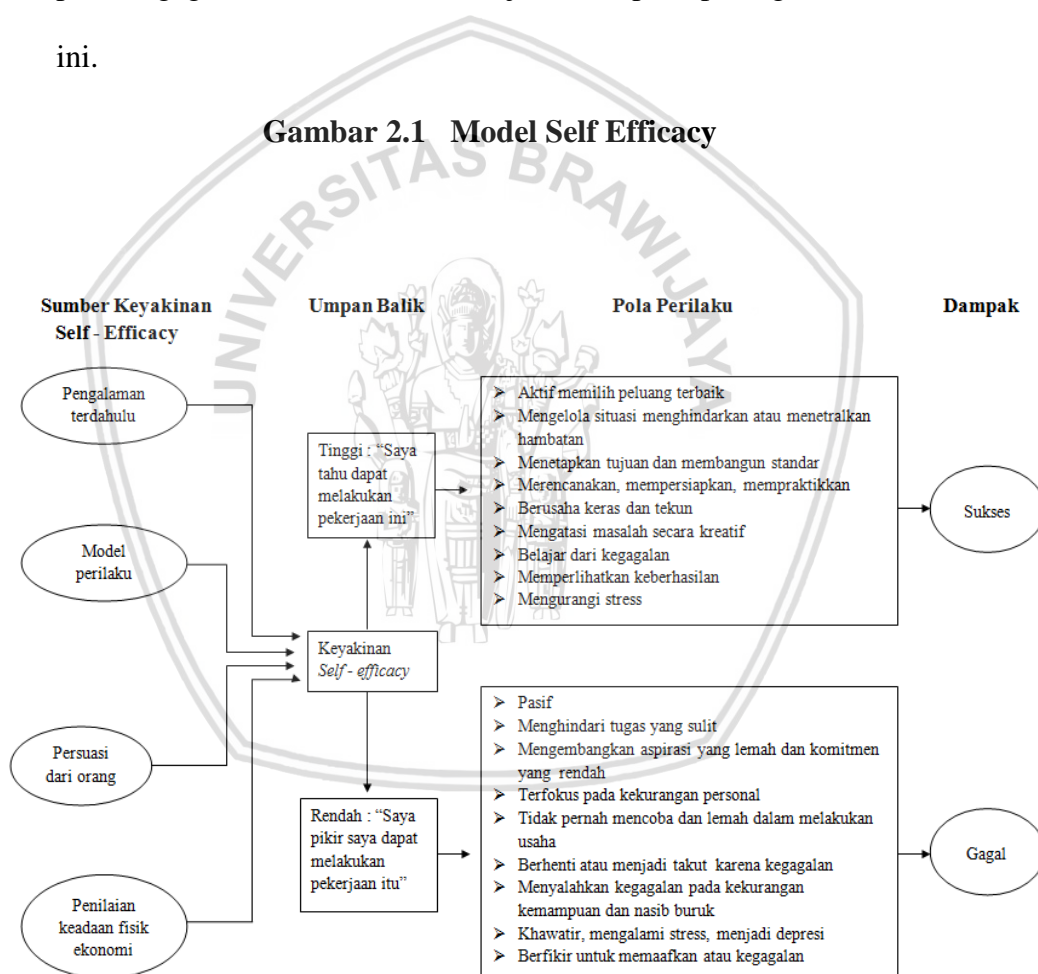 ini.
Gambar 2.1 Model Self Efficacy
UNIVERSITAS BRAWIJAYA
Sumber Keyakinan
Self - Efficacy
Umpan Balik
Pola Perilaku
Dampak
Pengalaman
terdahulu
Model
perilaku
Persuasi
dari orang
Penilaian
keadaan fisik
ekonomi
Keyakinan
Self - efficacy
Tinggi : “Saya
tahu dapat
melakukan
pekerjaan ini”
➢ Aktif memilih peluang terbaik
➢ Mengelola situasi menghindarkan atau menetralkan
hambatan
➢ Menetapkan tujuan dan membangun standar
➢ Merencanakan, mempersiapkan, mempraktikkan
➢ Berusaha keras dan tekun
➢ Mengatasi masalah secara kreatif
➢ Belajar dari kegagalan
➢ Memperlihatkan keberhasilan
➢ Mengurangi stress
Sukses
Rendah : “Saya
pikir saya dapat
melakukan
pekerjaan itu”
➢ Pasif
➢ Menghindari tugas yang sulit
➢ Mengembangkan aspirasi yang lemah dan komitmen
yang rendah
➢ Terfokus pada kekurangan personal
➢ Tidak pernah mencoba dan lemah dalam melakukan
usaha
➢ Berhenti atau menjadi takut karena kegagalan
➢ Menyalahkan kegagalan pada kekurangan
kemampuan dan nasib buruk
➢ Khawatir, mengalami stress, menjadi depresi
➢ Berfikir untuk memaafkan atau kegagalan
Gagal